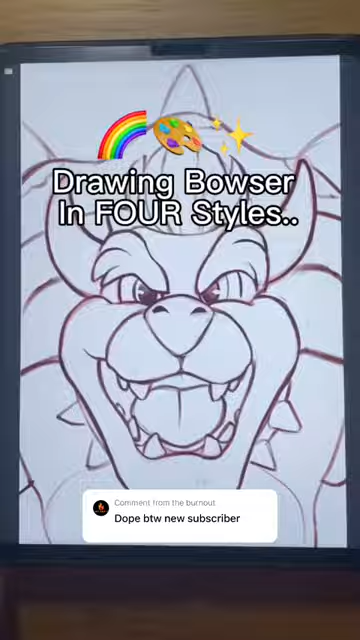 Drawing Bowser
In FOUR Styles..
Comment from the burnout
Dope btw new subscriber